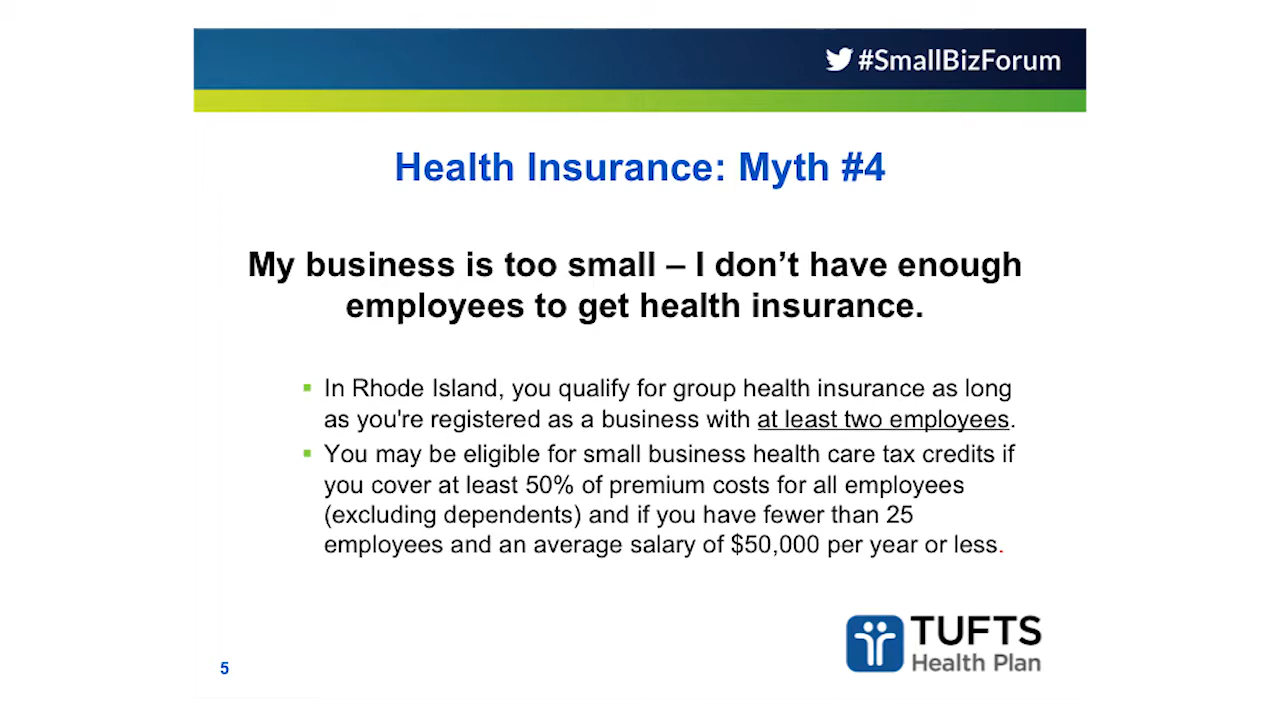 #SmallBizForum
Health Insurance: Myth #4
My business is too small – I don’t have enough
employees to get health insurance.
▪ In Rhode Island, you qualify for group health insurance as long
as you're registered as a business with at least two employees.
▪ You may be eligible for small business health care tax credits if
you cover at least 50% of premium costs for all employees
(excluding dependents) and if you have fewer than 25
employees and an average salary of $50,000 per year or less.
TUFTS
Health Plan
5